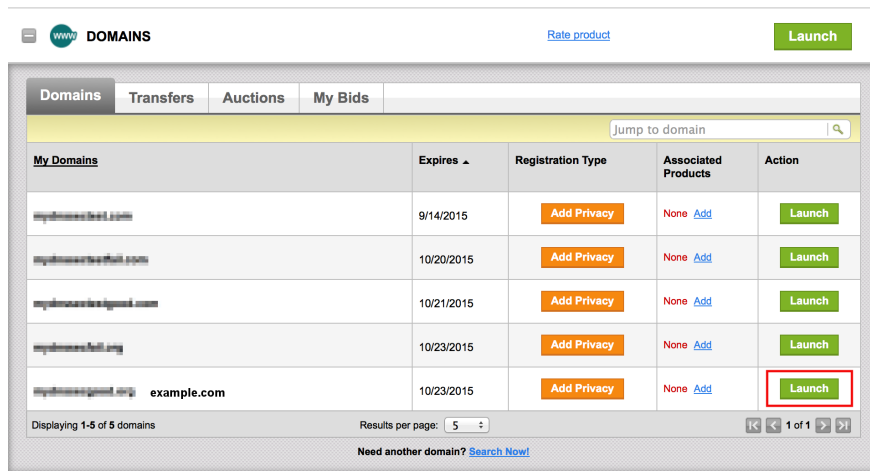 www DOMAINS Rate product Launch
Domains Transfers Auctions My Bids
Jump to domain
My Domains Expires Registration Type Associated Products Action
9/14/2015 Add Privacy None Add Launch
10/20/2015 Add Privacy None Add Launch
10/21/2015 Add Privacy None Add Launch
10/23/2015 Add Privacy None Add Launch
example.com 10/23/2015 Add Privacy None Add Launch
Displaying 1-5 of 5 domains Results per page: 5 1 of 1
Need another domain? Search Now!